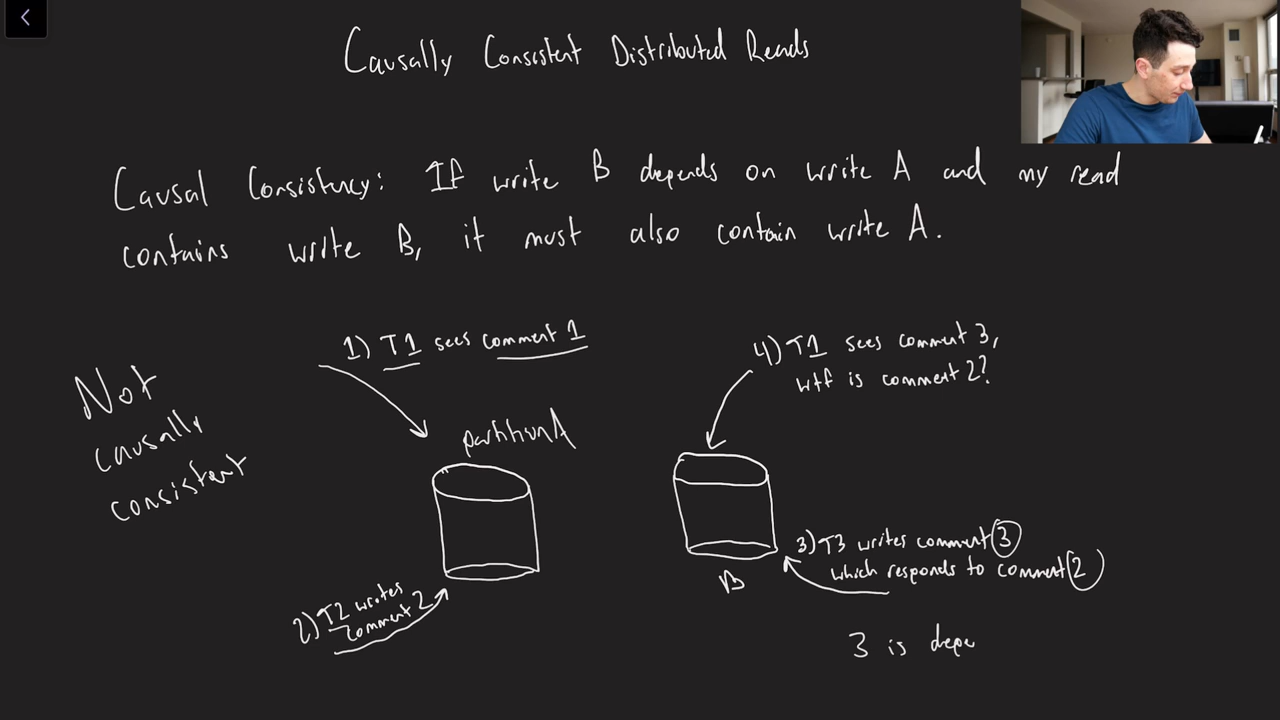 Causally Consistent Distributed Reads
Causal Consistency: If write B depends on write A and my read
contains write B, it must also contain write A.
Not
causally
consistent
1) T1 sees comment 1
partition A
2) T2 writes
comment 2
4) T1 sees comment 3,
wtf is comment 2?
B
3) T3 writes comment 3
which responds to comment 2
3 is depe